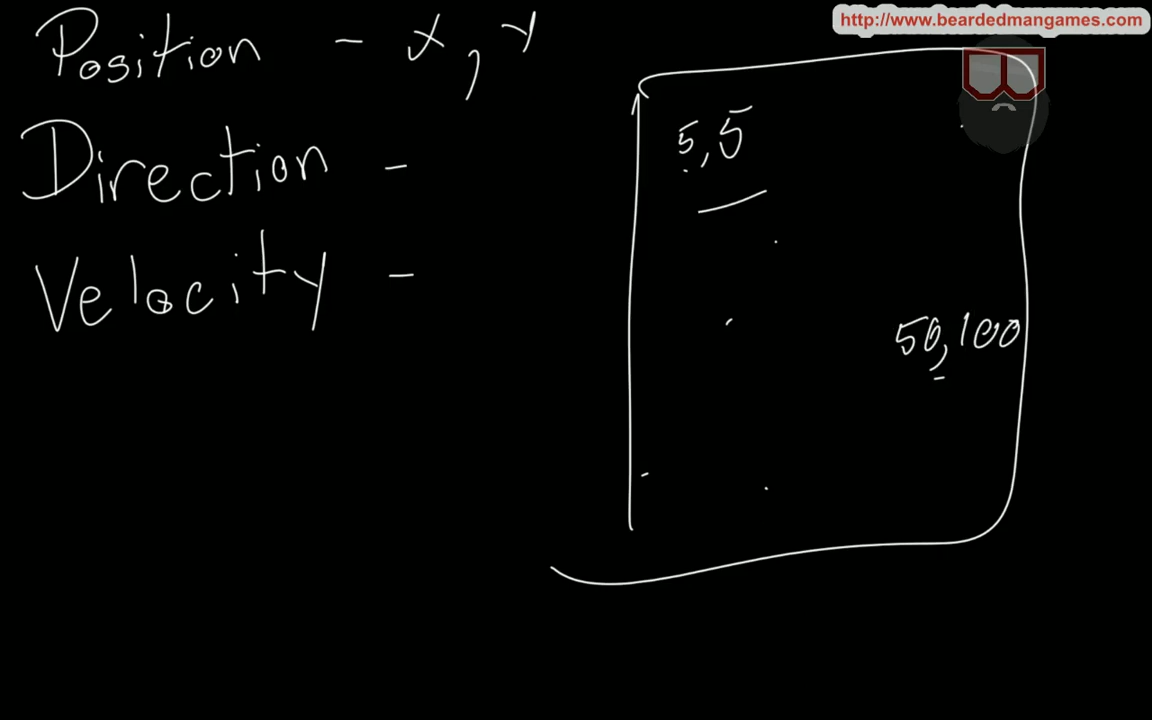 http://www.beardedmangames.com
Position - x, y
Direction -
Velocity -
5,5
50,100